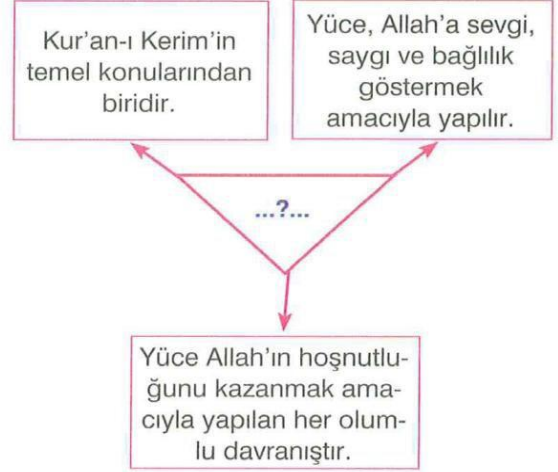 Kur'an-ı Kerim'in
temel konularından
biridir.
Yüce, Allah'a sevgi,
saygı ve bağlılık
göstermek
amacıyla yapılır.
...?...
Yüce Allah'ın hoşnutlu-
ğunu kazanmak ama-
cıyla yapılan her olum-
lu davranıştır.